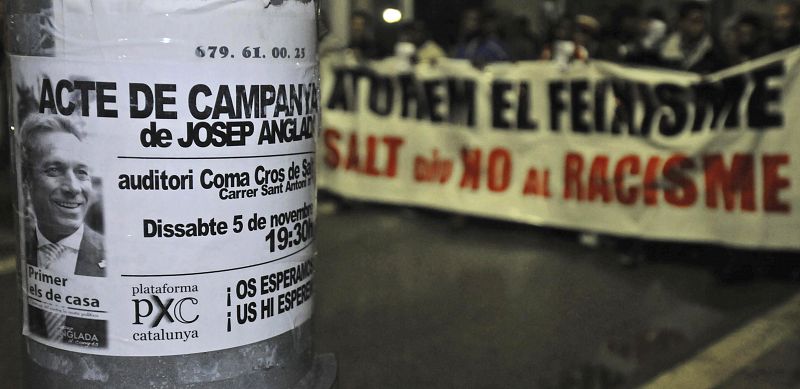 679.61.00.25
ACTE DE CAMPANYA
de JOSEP ANGLADA
auditori Coma Cros de Salt
Carrer Sant Antoni
Dissabte 5 de novembre
19:30h
Primer
els de casa
ANGLADA
plataforma
pxc
catalunya
¡OS ESPERAMOS
¡US HI ESPEREM
ATUREM EL FEIXISME
SALT diu NO AL RACISME